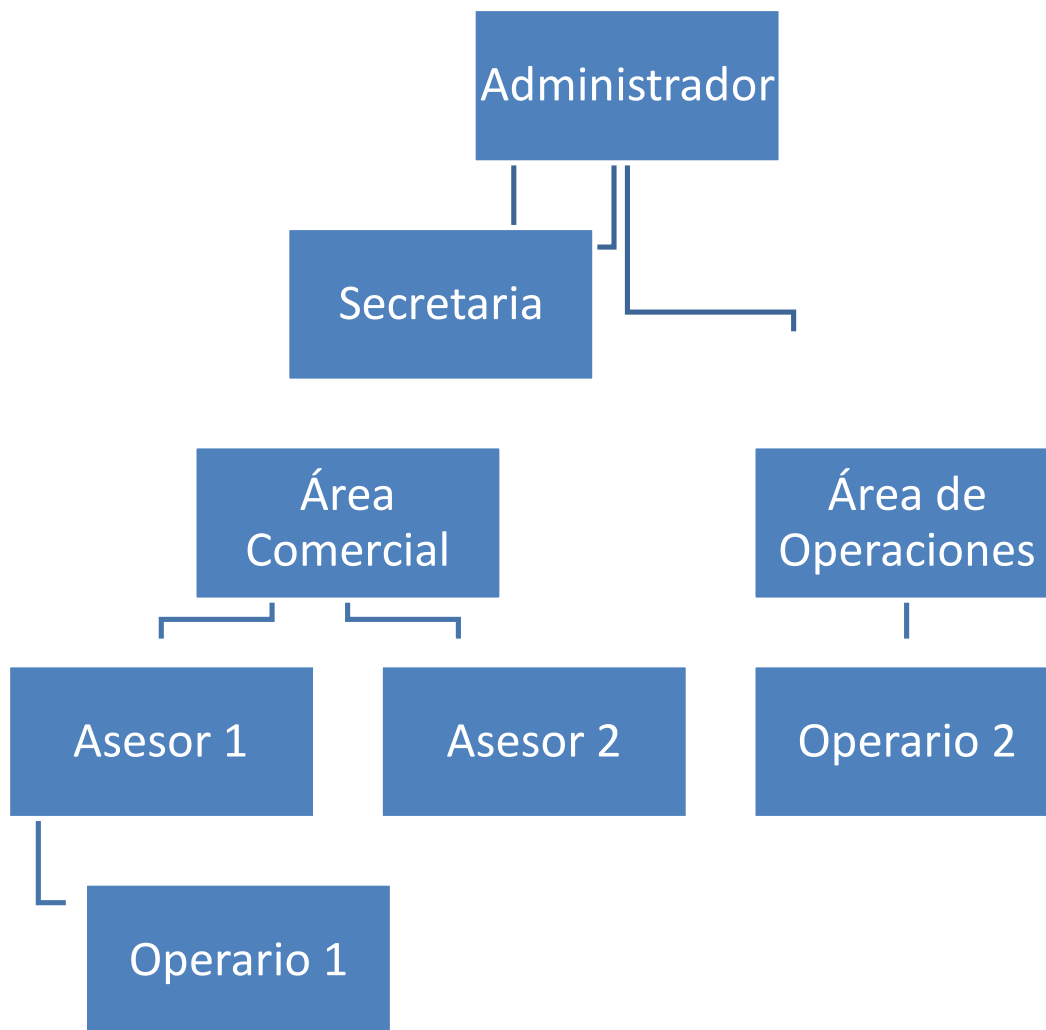 Administrador
Secretaria
Área
Comercial
Área de
Operaciones
Asesor 1
Asesor 2
Operario 2
Operario 1